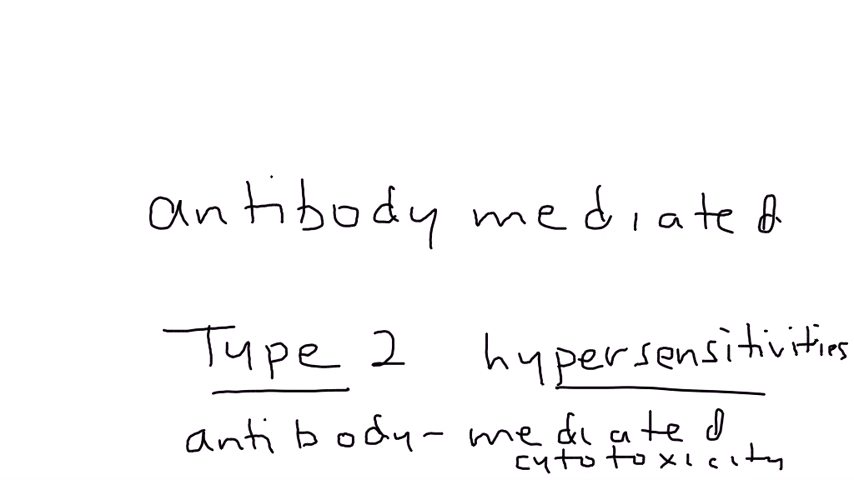 antibody mediated
Type 2 hypersensitivities
antibody-mediated
cytotoxicity